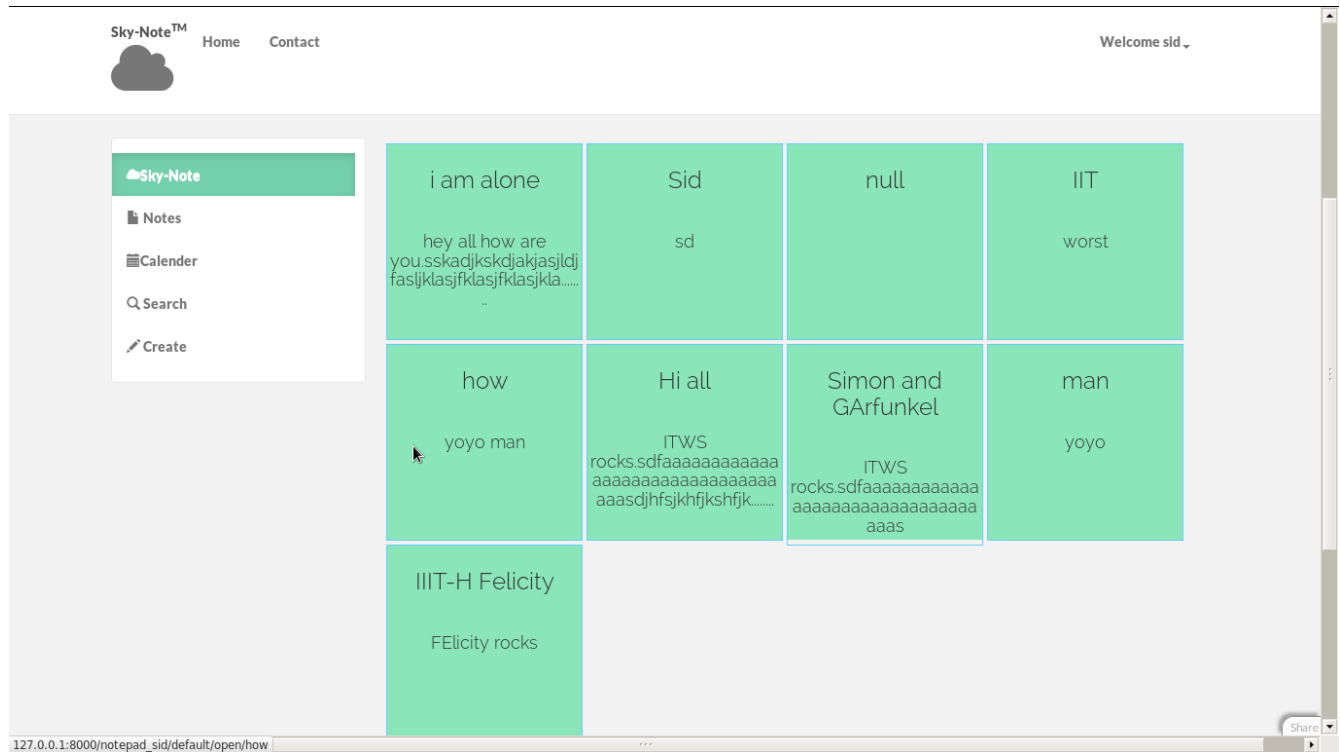 Sky-Note™
Home Contact
Welcome sid
Sky-Note
Notes
Calender
Search
Create
i am alone
hey all how are
you.sskadjkskdjakjasjldj
fasljklasjfklasjfklasjkla......
..
Sid
sd
null
IIT
worst
how
yoyo man
Hi all
ITWS
rocks.sdfaaaaaaaaaaaa
aaaaaaaaaaaaaaaaaaa
aaasdjhfsjkhfjkshfjk........
Simon and
GArfunkel
ITWS
rocks.sdfaaaaaaaaaaaa
aaaaaaaaaaaaaaaaaaa
aaas
man
yoyo
IIIT-H Felicity
FElicity rocks
Share
127.0.0.1:8000/notepad_sid/default/open/how